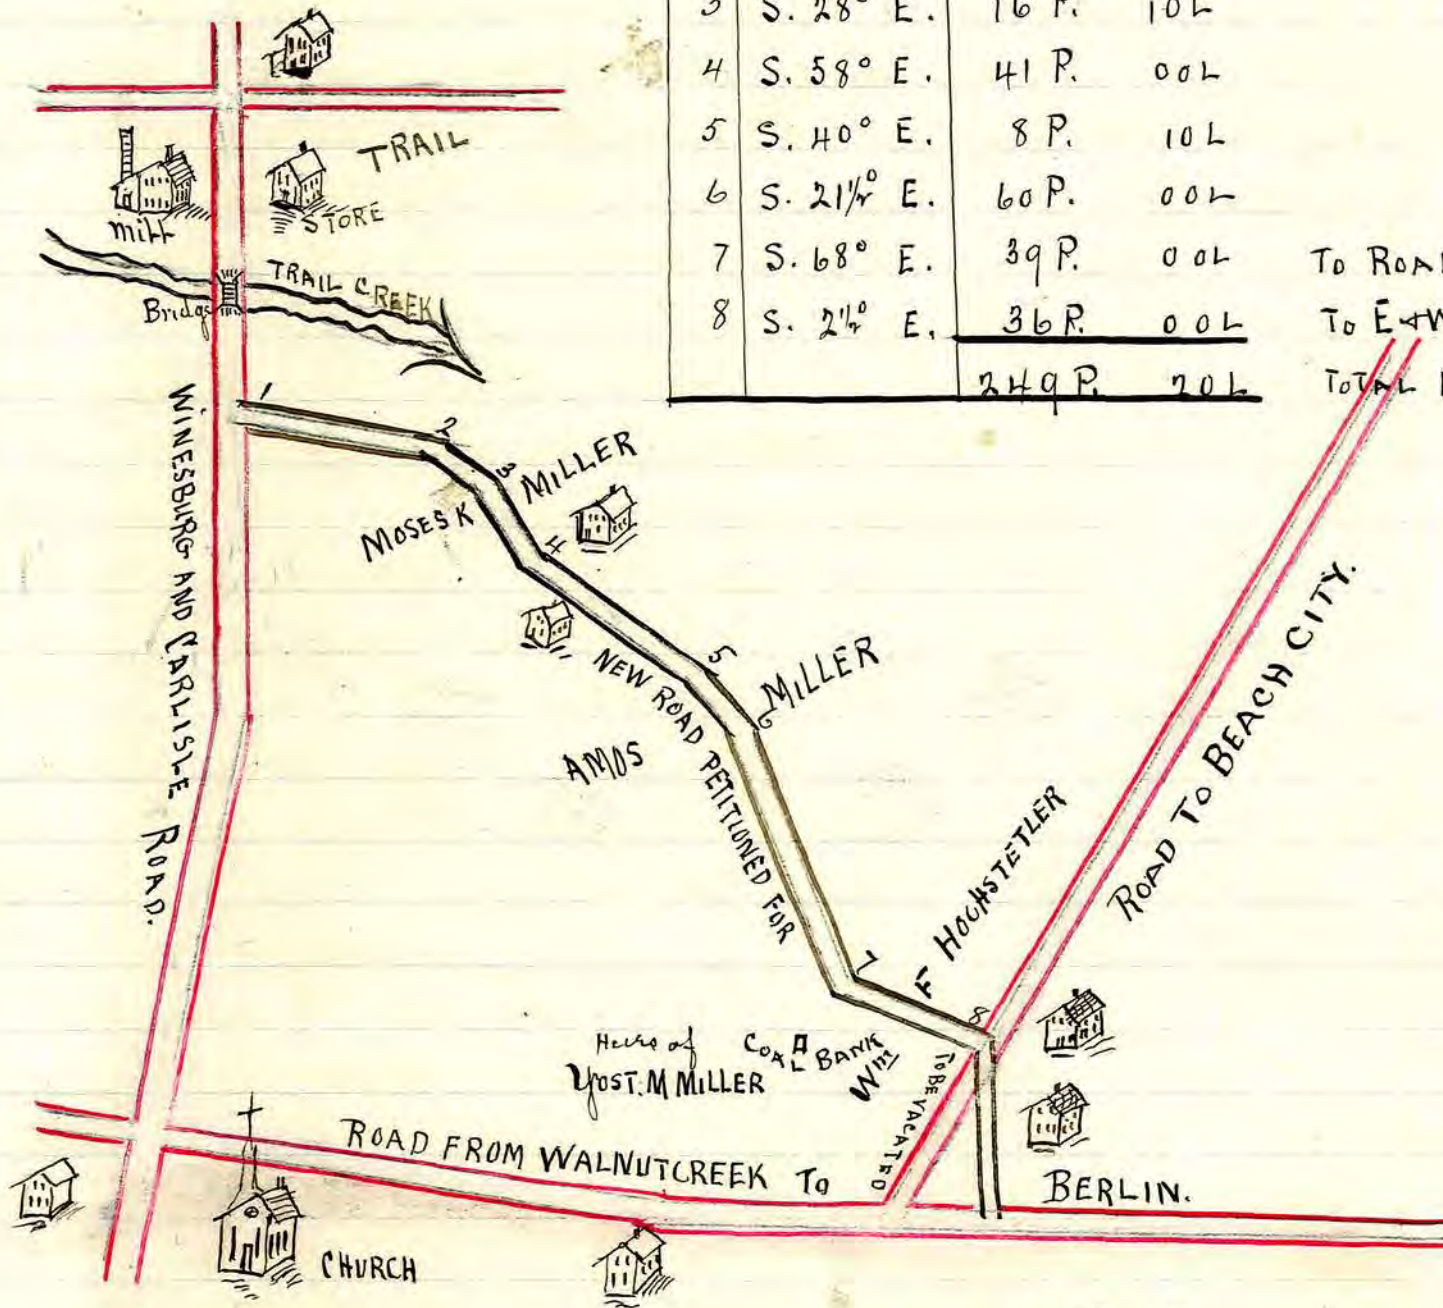 3 S. 28° E. 16 P. 10 L
4 S. 58° E. 41 P. 00 L
5 S. 40° E. 8 P. 10 L
6 S. 21½° E. 60 P. 00 L
7 S. 68° E. 39 P. 00 L TO ROAD
8 S. 2½° E. 36 P. 00 L TO E & W
249 P. 20 L TOTAL
TRAIL
STORE
mill
TRAIL CREEK
Bridge
WINESBURG AND CARLISLE ROAD.
1
2
3
MILLER
MOSES K
4
5
6
MILLER
NEW ROAD PETITIONED FOR
AMOS
7
F HOCHSTETLER
8
ROAD TO BEACH CITY.
Heirs of
YOST. M MILLER
COAL BANK
Wm
TO BE VACATED
ROAD FROM WALNUTCREEK TO
BERLIN.
CHURCH